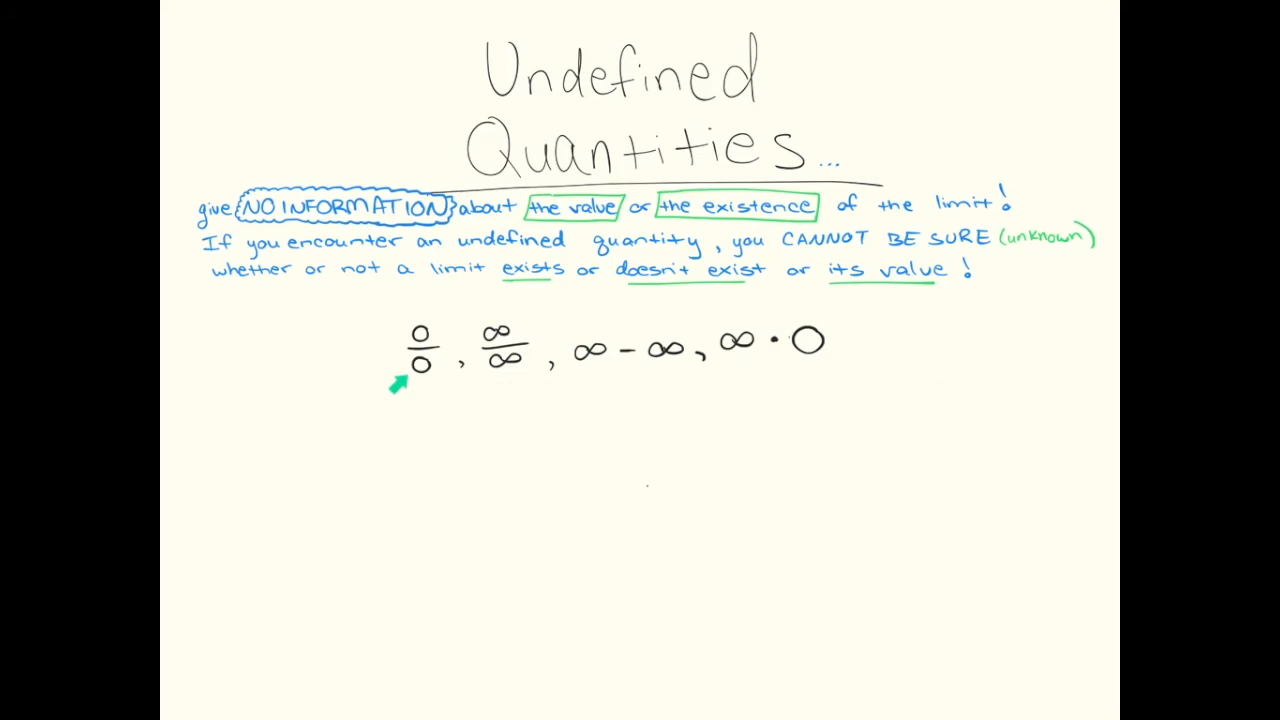 Undefined
Quantities...
give NO INFORMATION about the value or the existence of the limit!
If you encounter an undefined quantity, you CANNOT BE SURE (unknown)
whether or not a limit exists or doesn't exist or its value!
0/0, ∞/∞, ∞ - ∞, ∞ · 0